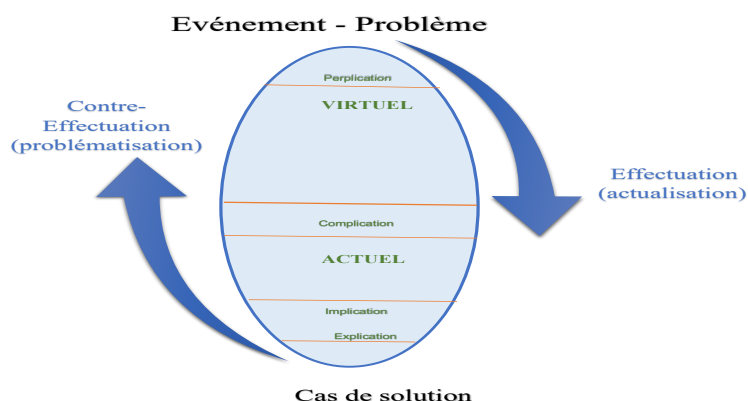 Evénement - Problème
Perplication
VIRTUEL
Contre-
Effectuation
(problématisation)
Effectuation
(actualisation)
Complication
ACTUEL
Implication
Explication
Cas de solution